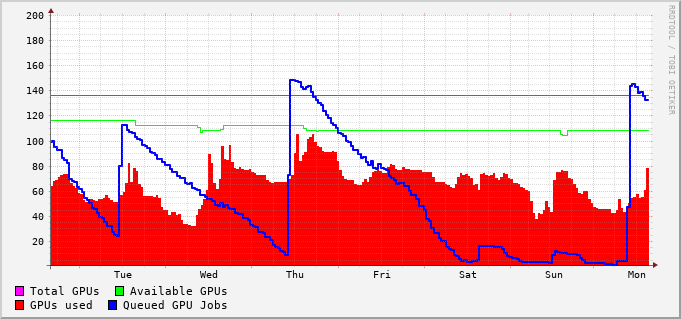 200
180
160
140
120
100
80
60
40
20
Tue Wed Thu Fri Sat Sun Mon
Total GPUs Available GPUs
GPUs used Queued GPU Jobs
RRDTOOL / TOBI OETIKER